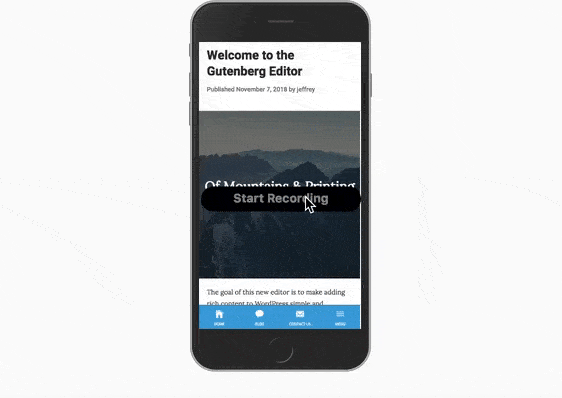 Welcome to the
Gutenberg Editor
Published November 7, 2018 by jeffrey
Of Mountains & Printing
Start Recording
The goal of this new editor is to make adding
rich content to WordPress simple and
HOME
BLOG
CONTACT US
MENU